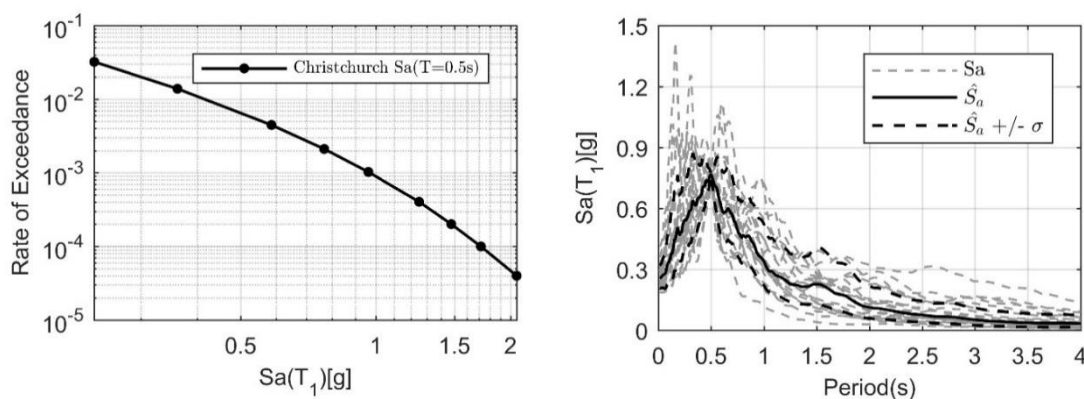 Rate of Exceedance
10^-1
10^-2
10^-3
10^-4
10^-5
Christchurch Sa(T=0.5s)
0.5
1
1.5
2
Sa(T_1)[g]
Sa(T_1)[g]
1.5
1.2
0.9
0.6
0.3
0
Sa
Ŝ_a
Ŝ_a +/- σ
0 0.5 1 1.5 2 2.5 3 3.5 4
Period(s)